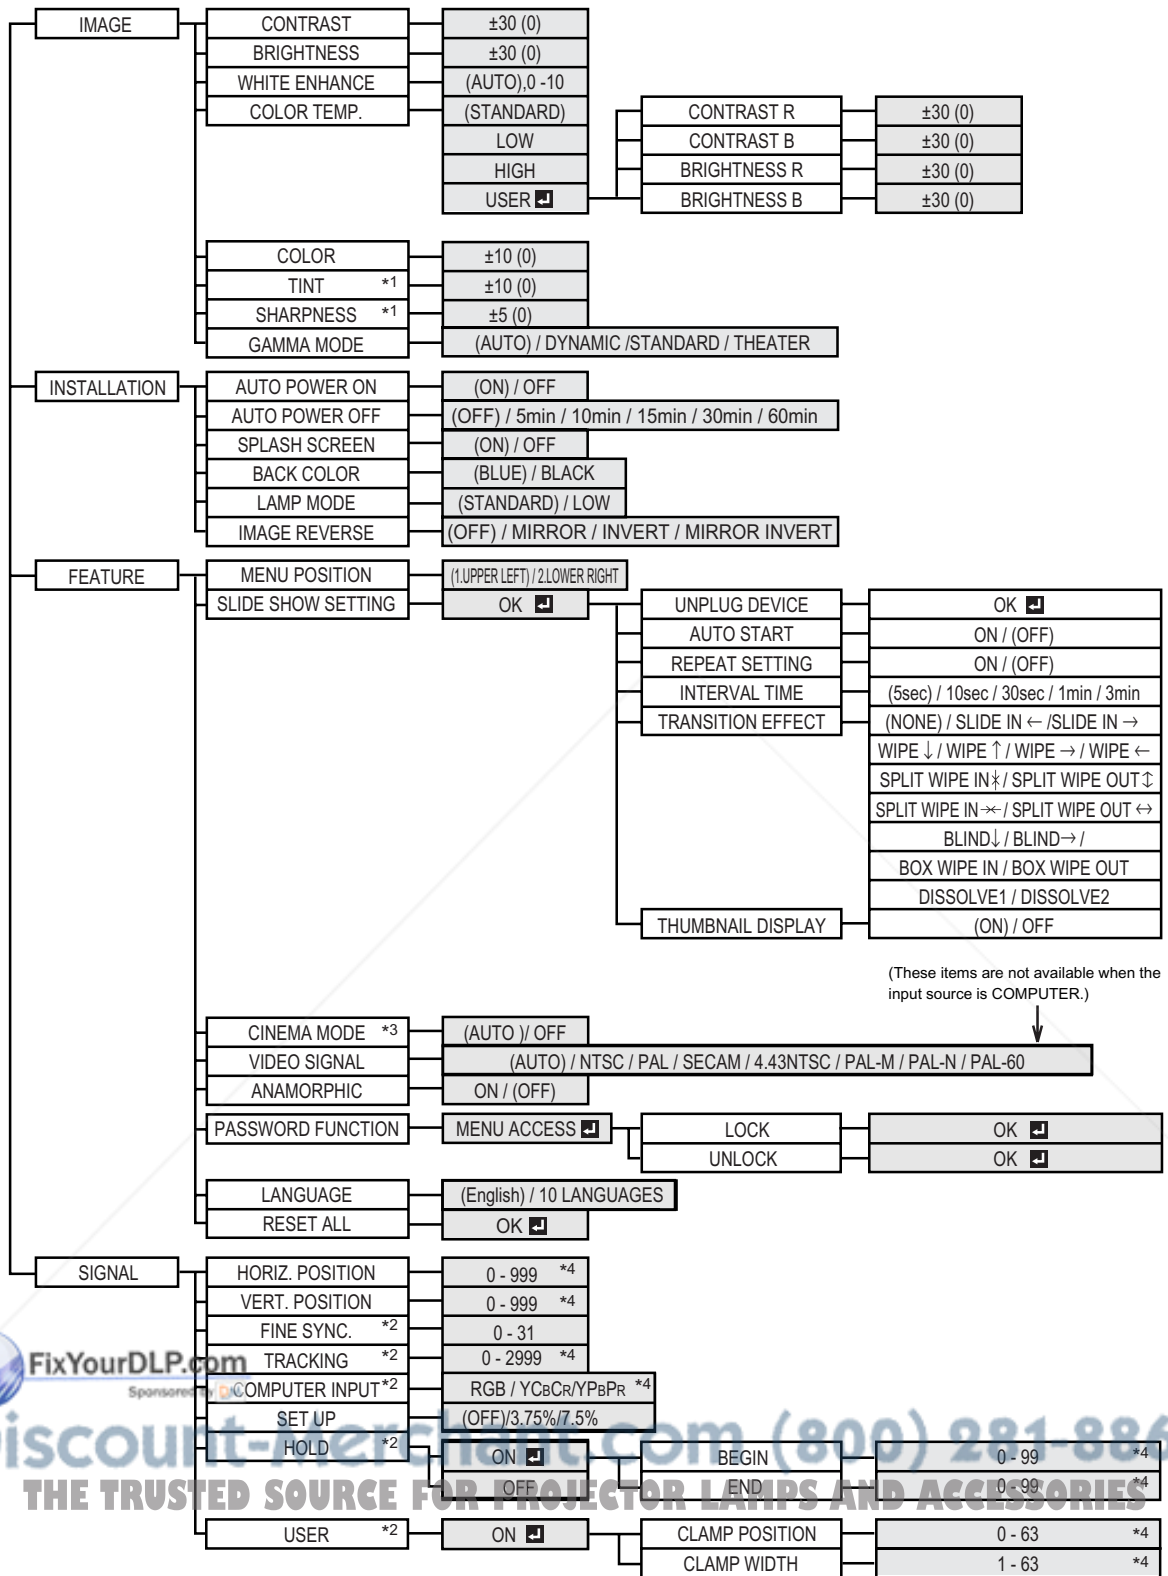 IMAGE CONTRAST ±30 (0)
BRIGHTNESS ±30 (0)
WHITE ENHANCE (AUTO),0 -10
COLOR TEMP. (STANDARD) CONTRAST R ±30 (0)
LOW CONTRAST B ±30 (0)
HIGH BRIGHTNESS R ±30 (0)
USER BRIGHTNESS B ±30 (0)
COLOR ±10 (0)
TINT *1 ±10 (0)
SHARPNESS *1 ±5 (0)
GAMMA MODE (AUTO) / DYNAMIC /STANDARD / THEATER
INSTALLATION AUTO POWER ON (ON) / OFF
AUTO POWER OFF (OFF) / 5min / 10min / 15min / 30min / 60min
SPLASH SCREEN (ON) / OFF
BACK COLOR (BLUE) / BLACK
LAMP MODE (STANDARD) / LOW
IMAGE REVERSE (OFF) / MIRROR / INVERT / MIRROR INVERT
FEATURE MENU POSITION (1.UPPER LEFT) / 2.LOWER RIGHT
SLIDE SHOW SETTING OK UNPLUG DEVICE OK
AUTO START ON / (OFF)
REPEAT SETTING ON / (OFF)
INTERVAL TIME (5sec) / 10sec / 30sec / 1min / 3min
TRANSITION EFFECT (NONE) / SLIDE IN ← /SLIDE IN →
WIPE ↓ / WIPE ↑ / WIPE → / WIPE ←
SPLIT WIPE IN / SPLIT WIPE OUT ↕
SPLIT WIPE IN / SPLIT WIPE OUT ↔
BLIND↓ / BLIND→ /
BOX WIPE IN / BOX WIPE OUT
DISSOLVE1 / DISSOLVE2
THUMBNAIL DISPLAY (ON) / OFF
(These items are not available when the
input source is COMPUTER.)
CINEMA MODE *3 (AUTO )/ OFF
VIDEO SIGNAL (AUTO) / NTSC / PAL / SECAM / 4.43NTSC / PAL-M / PAL-N / PAL-60
ANAMORPHIC ON / (OFF)
PASSWORD FUNCTION MENU ACCESS LOCK OK
UNLOCK OK
LANGUAGE (English) / 10 LANGUAGES
RESET ALL OK
SIGNAL HORIZ. POSITION 0 - 999 *4
VERT. POSITION 0 - 999 *4
FINE SYNC. *2 0 - 31
FixYourDLP.com
TRACKING *2 0 - 2999 *4
Sponsored by
COMPUTER INPUT *2 RGB / YCBCR/YPBPR *4
SET UP (OFF)/3.75%/7.5%
iscount-Merchant.com (800) 281-886
HOLD *2 ON BEGIN 0 - 99 *4
OFF END 0 - 99 *4
THE TRUSTED SOURCE FOR PROJECTOR LAMPS AND ACCESSORIES
USER *2 ON CLAMP POSITION 0 - 63 *4
CLAMP WIDTH 1 - 63 *4